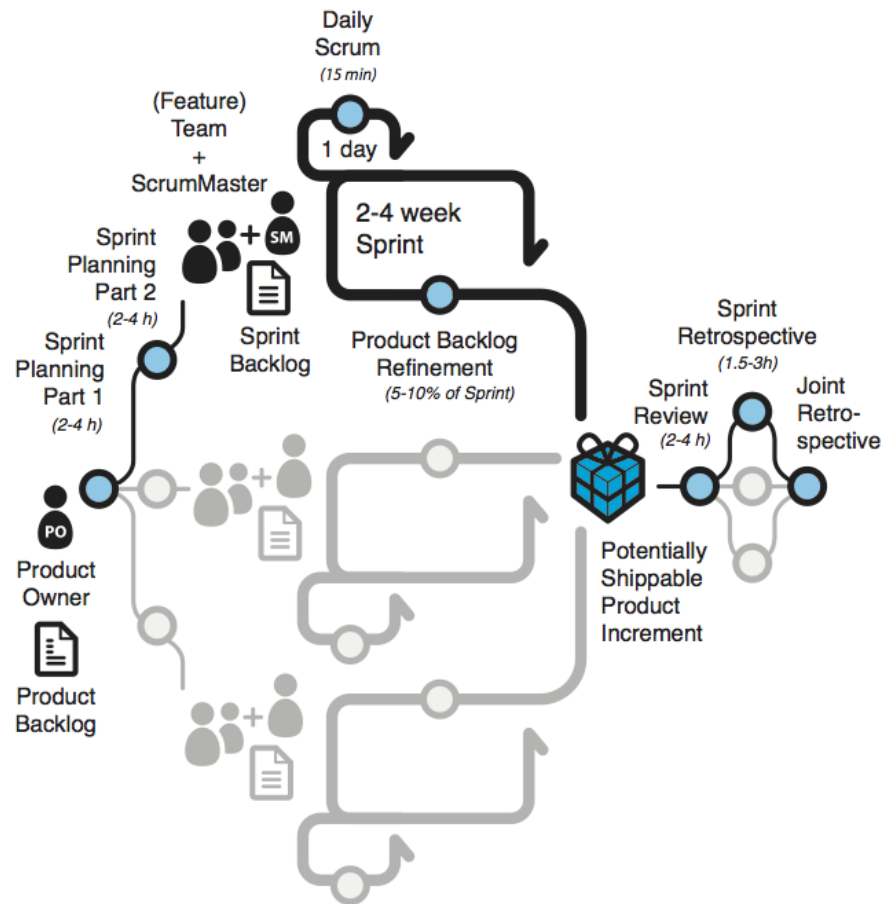 Daily
Scrum
(15 min)
1 day
(Feature)
Team
+
ScrumMaster
+
SM
Sprint
Backlog
2-4 week
Sprint
Product Backlog
Refinement
(5-10% of Sprint)
Sprint
Planning
Part 2
(2-4 h)
Sprint
Planning
Part 1
(2-4 h)
PO
Product
Owner
Product
Backlog
+
+
Potentially
Shippable
Product
Increment
Sprint
Review
(2-4 h)
Sprint
Retrospective
(1.5-3h)
Joint
Retro-
spective